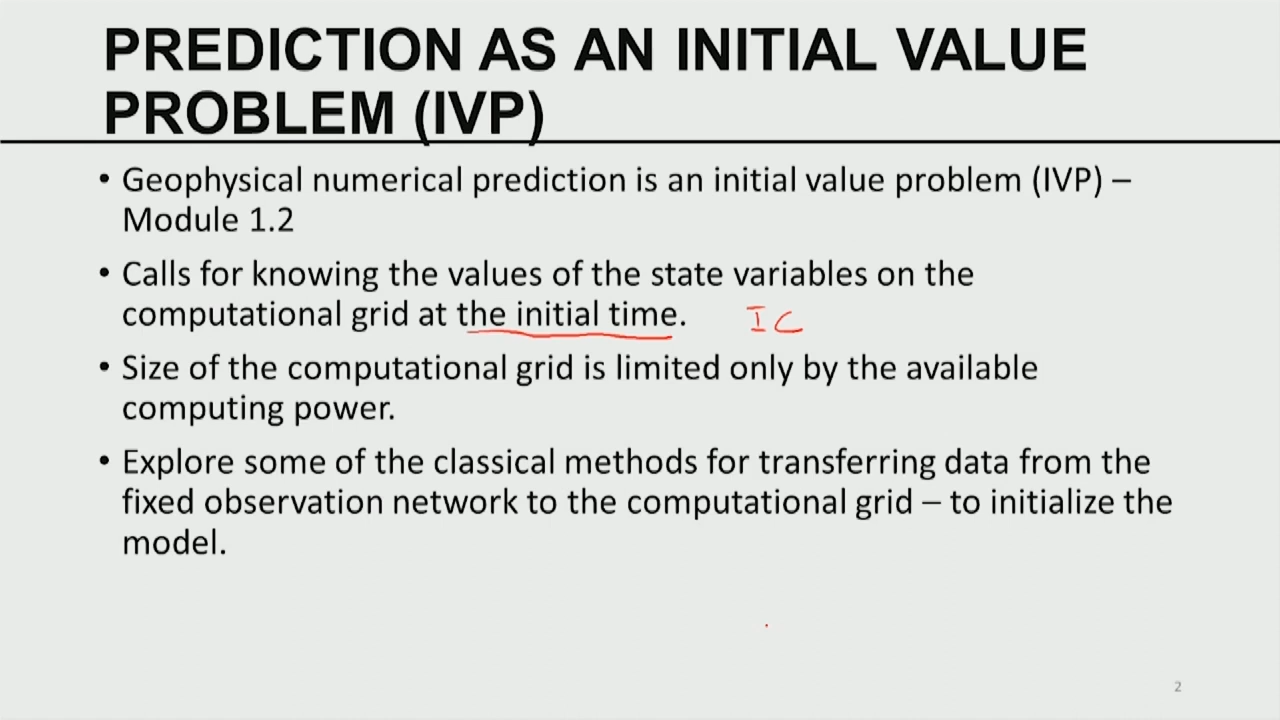 PREDICTION AS AN INITIAL VALUE
PROBLEM (IVP)
• Geophysical numerical prediction is an initial value problem (IVP) –
Module 1.2
• Calls for knowing the values of the state variables on the
computational grid at the initial time. IC
• Size of the computational grid is limited only by the available
computing power.
• Explore some of the classical methods for transferring data from the
fixed observation network to the computational grid – to initialize the
model.
2